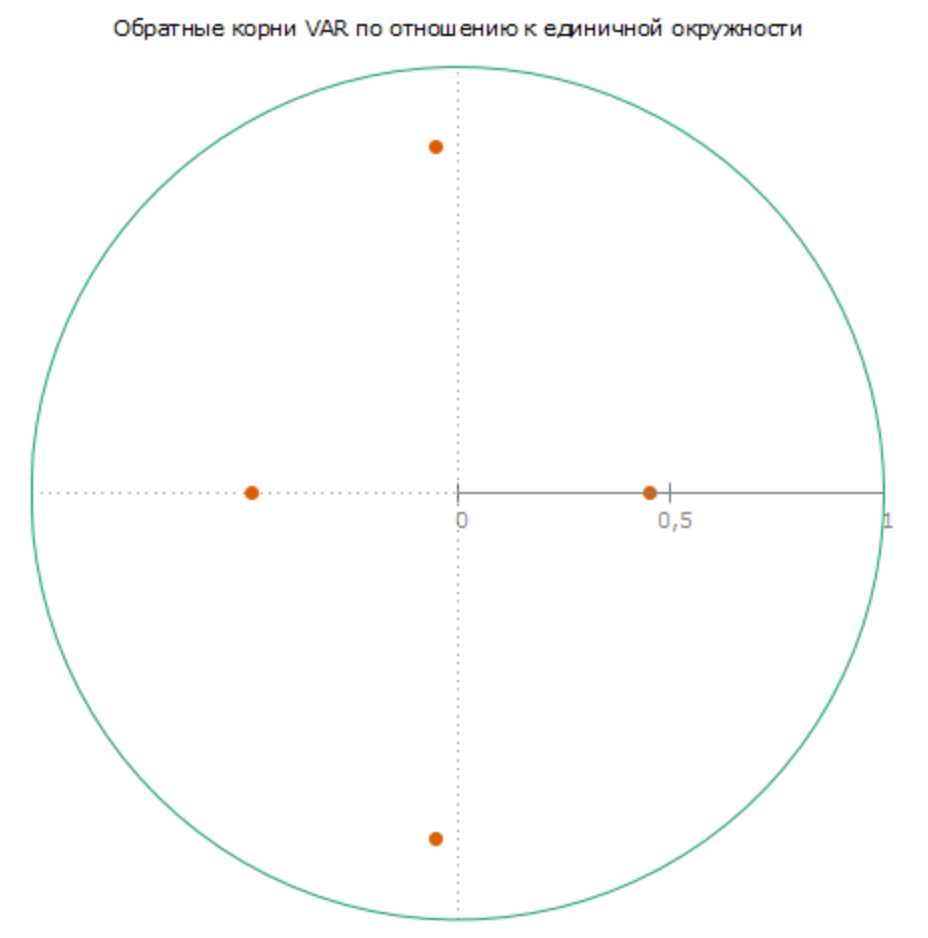 Обратные корни VAR по отношению к единичной окружности
0
0,5
1